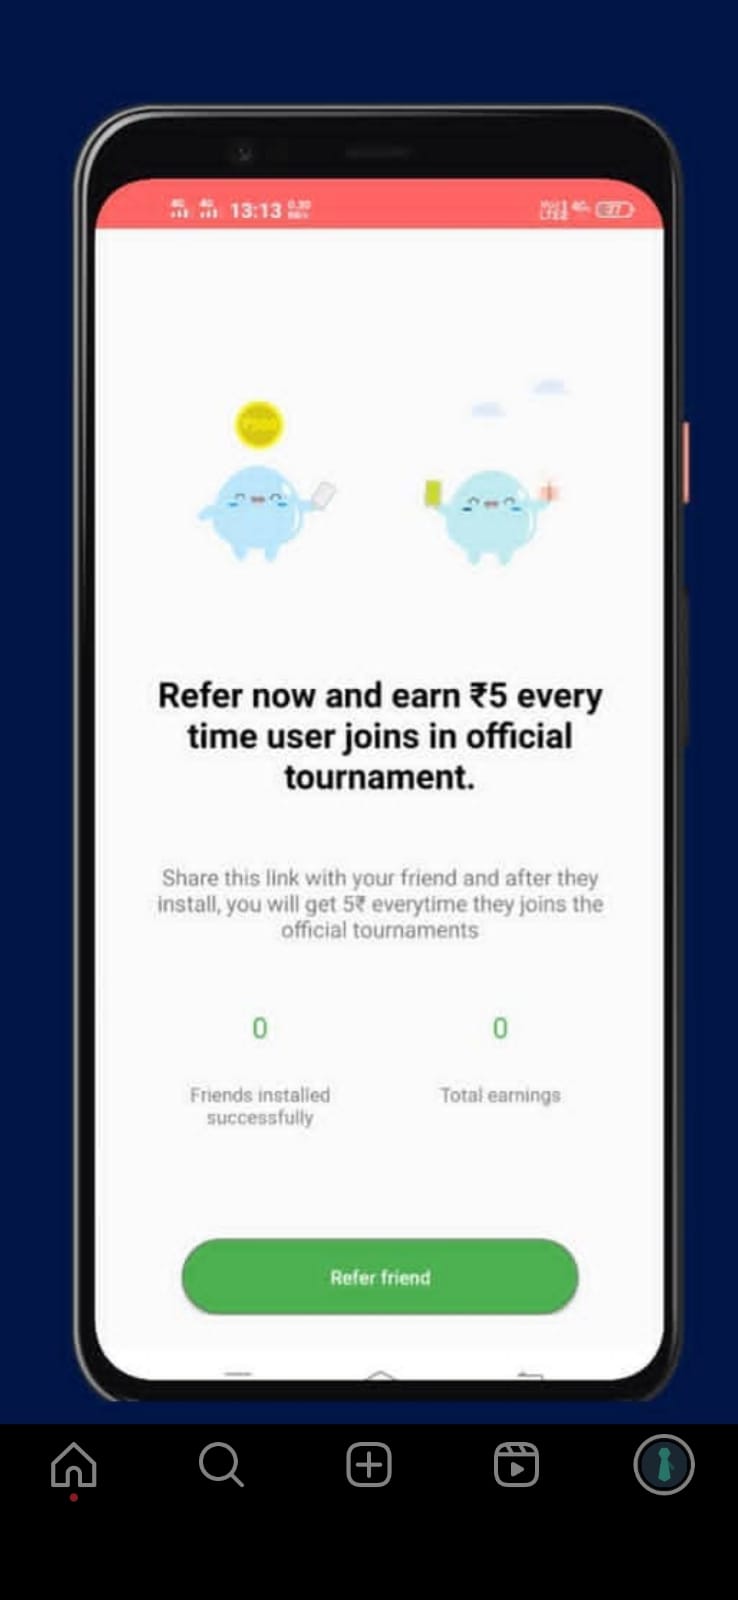 13:13
Refer now and earn ₹5 every
time user joins in official
tournament.
Share this link with your friend and after they
install, you will get 5₹ everytime they joins the
official tournaments
0
0
Friends installed
successfully
Total earnings
Refer friend